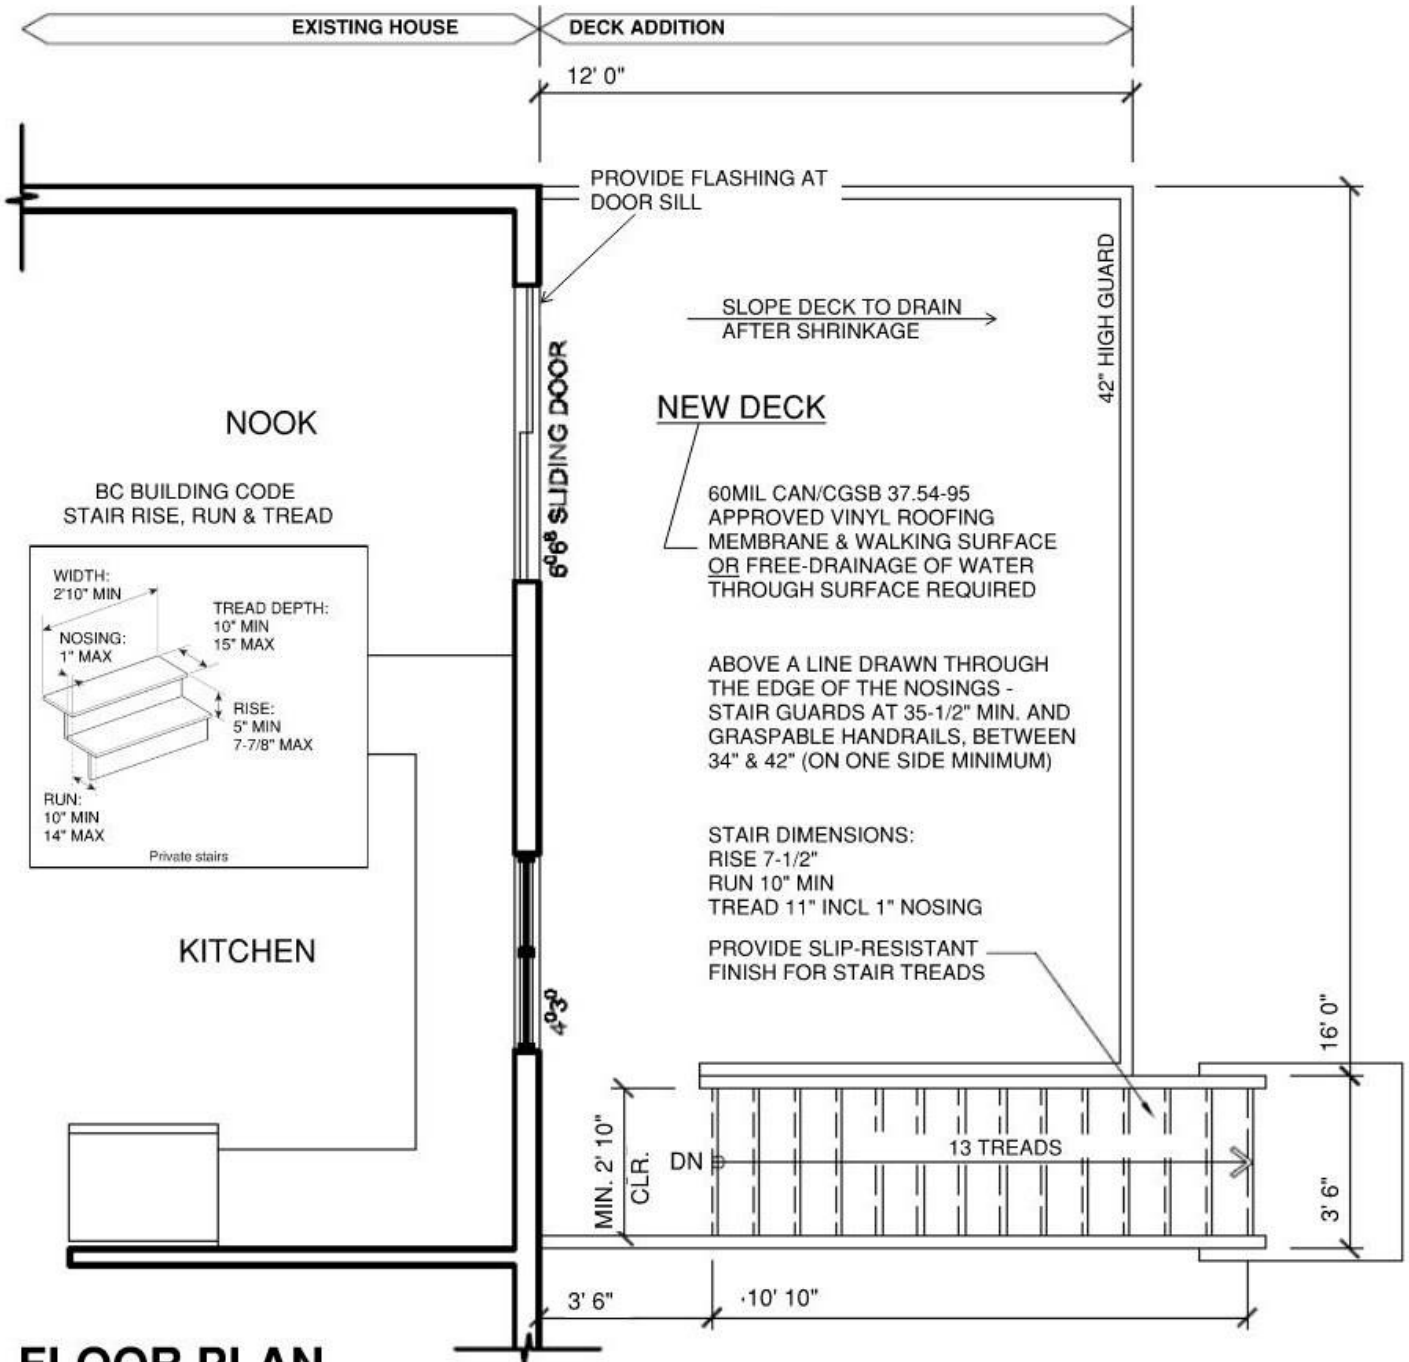 EXISTING HOUSE
DECK ADDITION
12' 0"
PROVIDE FLASHING AT
DOOR SILL
SLOPE DECK TO DRAIN
AFTER SHRINKAGE
42" HIGH GUARD
SLIDING DOOR
NOOK
NEW DECK
BC BUILDING CODE
STAIR RISE, RUN & TREAD
WIDTH:
2'10" MIN
NOSING:
1" MAX
TREAD DEPTH:
10" MIN
15" MAX
RISE:
5" MIN
7-7/8" MAX
RUN:
10" MIN
14" MAX
Private stairs
60MIL CAN/CGSB 37.54-95
APPROVED VINYL ROOFING
MEMBRANE & WALKING SURFACE
OR FREE-DRAINAGE OF WATER
THROUGH SURFACE REQUIRED
ABOVE A LINE DRAWN THROUGH
THE EDGE OF THE NOSINGS -
STAIR GUARDS AT 35-1/2" MIN. AND
GRASPABLE HANDRAILS, BETWEEN
34" & 42" (ON ONE SIDE MINIMUM)
STAIR DIMENSIONS:
RISE 7-1/2"
RUN 10" MIN
TREAD 11" INCL 1" NOSING
PROVIDE SLIP-RESISTANT
FINISH FOR STAIR TREADS
KITCHEN
16' 0"
MIN. 2' 10"
CLR.
DN
13 TREADS
3' 6"
3' 6"
10' 10"
FLOOR PLAN